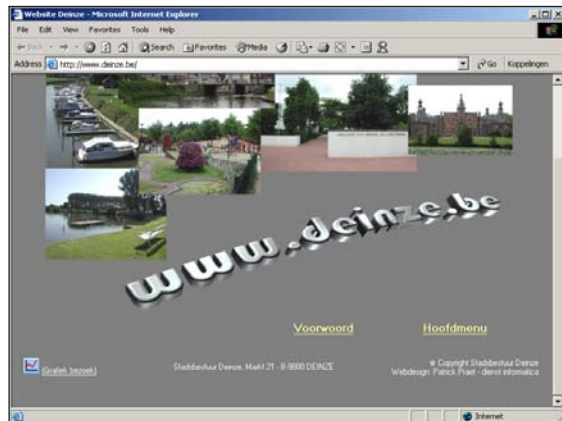 Website Deinze - Microsoft Internet Explorer
File Edit View Favorites Tools Help
Back Search Favorites Media
Address http://www.deinze.be/ Go Koppelingen
www.deinze.be
Voorwoord Hoofdmenu
(Grafiek bezoek)
Stadsbestuur Deinze, Markt 21 - B-9800 DEINZE
© Copyright Stadsbestuur Deinze
Webdesign: Patrick Praet - dienst informatica
Internet